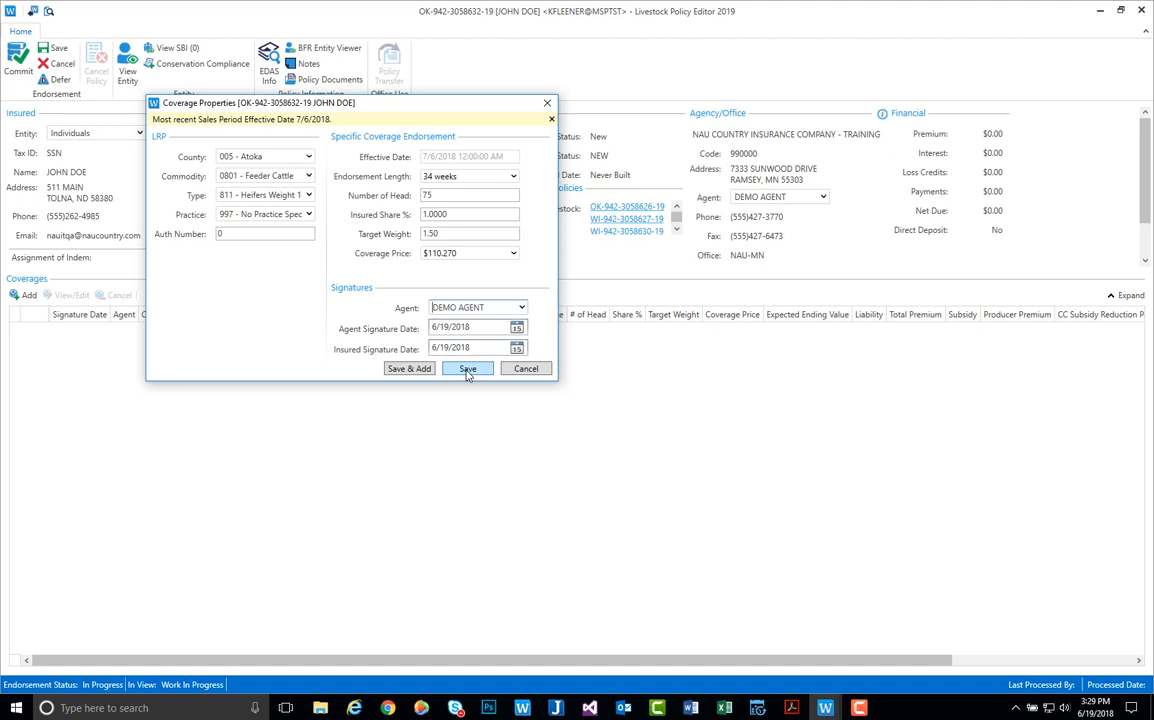 OK-942-3058632-19 [JOHN DOE] <KFLEENER@MSPTST> - Livestock Policy Editor 2019
Home
Commit
Save
Cancel
Defer
Endorsement
Cancel Policy
View Entity
View SBI (0)
Conservation Compliance
Entity
EDAS Info
BFR Entity Viewer
Notes
Policy Documents
Policy Information
Policy Transfer
Office Use
Insured
Entity: Individuals
Tax ID: SSN
Name: JOHN DOE
Address: 511 MAIN
TOLNA, ND 58380
Phone: (555)262-4985
Email: nauitqa@naucountry.com
Assignment of Indem:
Coverage Properties [OK-942-3058632-19 JOHN DOE]
Most recent Sales Period Effective Date 7/6/2018.
LRP
County: 005 - Atoka
Commodity: 0801 - Feeder Cattle
Type: 811 - Heifers Weight 1
Practice: 997 - No Practice Spec
Auth Number: 0
Specific Coverage Endorsement
Effective Date: 7/6/2018 12:00:00 AM
Endorsement Length: 34 weeks
Number of Head: 75
Insured Share %: 1.0000
Target Weight: 1.50
Coverage Price: $110.270
Signatures
Agent: DEMO AGENT
Agent Signature Date: 6/19/2018 15
Insured Signature Date: 6/19/2018 15
Save & Add Save Cancel
Status: New
Status: NEW
Date: Never Built
olicies
estock: OK-942-3058626-19
WI-942-3058627-19
WI-942-3058630-19
Agency/Office
NAU COUNTRY INSURANCE COMPANY - TRAINING
Code: 990000
Address: 7333 SUNWOOD DRIVE
RAMSEY, MN 55303
Agent: DEMO AGENT
Phone: (555)427-3770
Fax: (555)427-6473
Office: NAU-MN
Financial
Premium: $0.00
Interest: $0.00
Loss Credits: $0.00
Payments: $0.00
Net Due: $0.00
Direct Deposit: No
Coverages
Add View/Edit Cancel
Expand
Signature Date Agent C e # of Head Share % Target Weight Coverage Price Expected Ending Value Liability Total Premium Subsidy Producer Premium CC Subsidy Reduction P
Endorsement Status: In Progress In View: Work In Progress
Last Processed By: Processed Date:
Type here to search
3:29 PM
6/19/2018